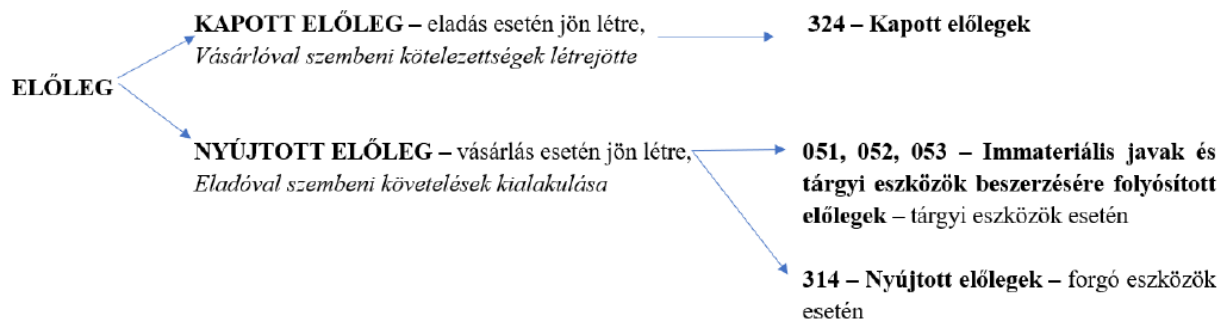 KAPOTT ELŐLEG – eladás esetén jön létre,
Vásárlóval szembeni kötelezettségek létrejötte
324 – Kapott előlegek
ELŐLEG
NYÚJTOTT ELŐLEG – vásárlás esetén jön létre,
Eladóval szembeni követelések kialakulása
051, 052, 053 – Immateriális javak és
tárgyi eszközök beszerzésére folyósított
előlegek – tárgyi eszközök esetén
314 – Nyújtott előlegek – forgó eszközök
esetén